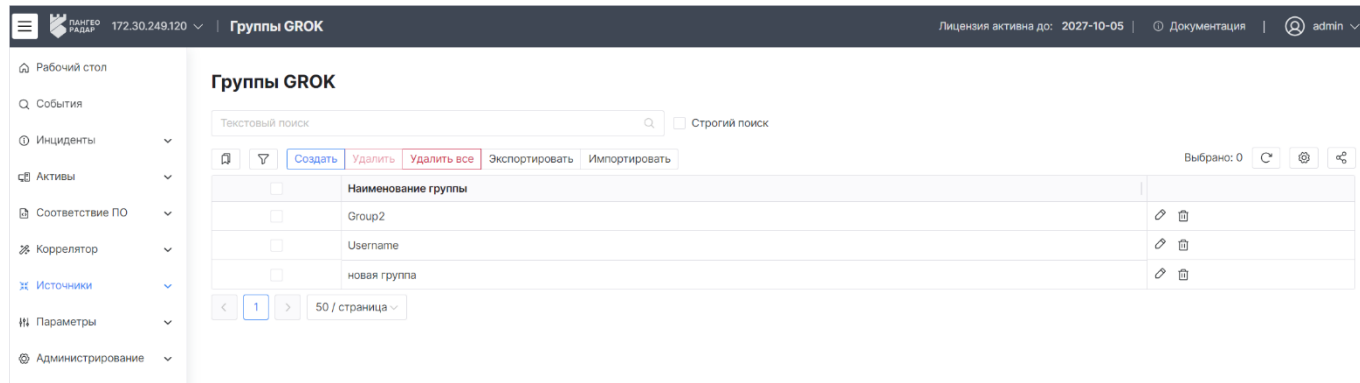 ПАНГЕО РАДАР 172.30.249.120 | Группы GROK Лицензия активна до: 2027-10-05 | Документация | admin
Рабочий стол
События
Инциденты
Активы
Соответствие ПО
Коррелятор
Источники
Параметры
Администрирование
Группы GROK
Текстовый поиск Строгий поиск
Создать Удалить Удалить все Экспортировать Импортировать Выбрано: 0
Наименование группы
Group2
Username
новая группа
1 50 / страница